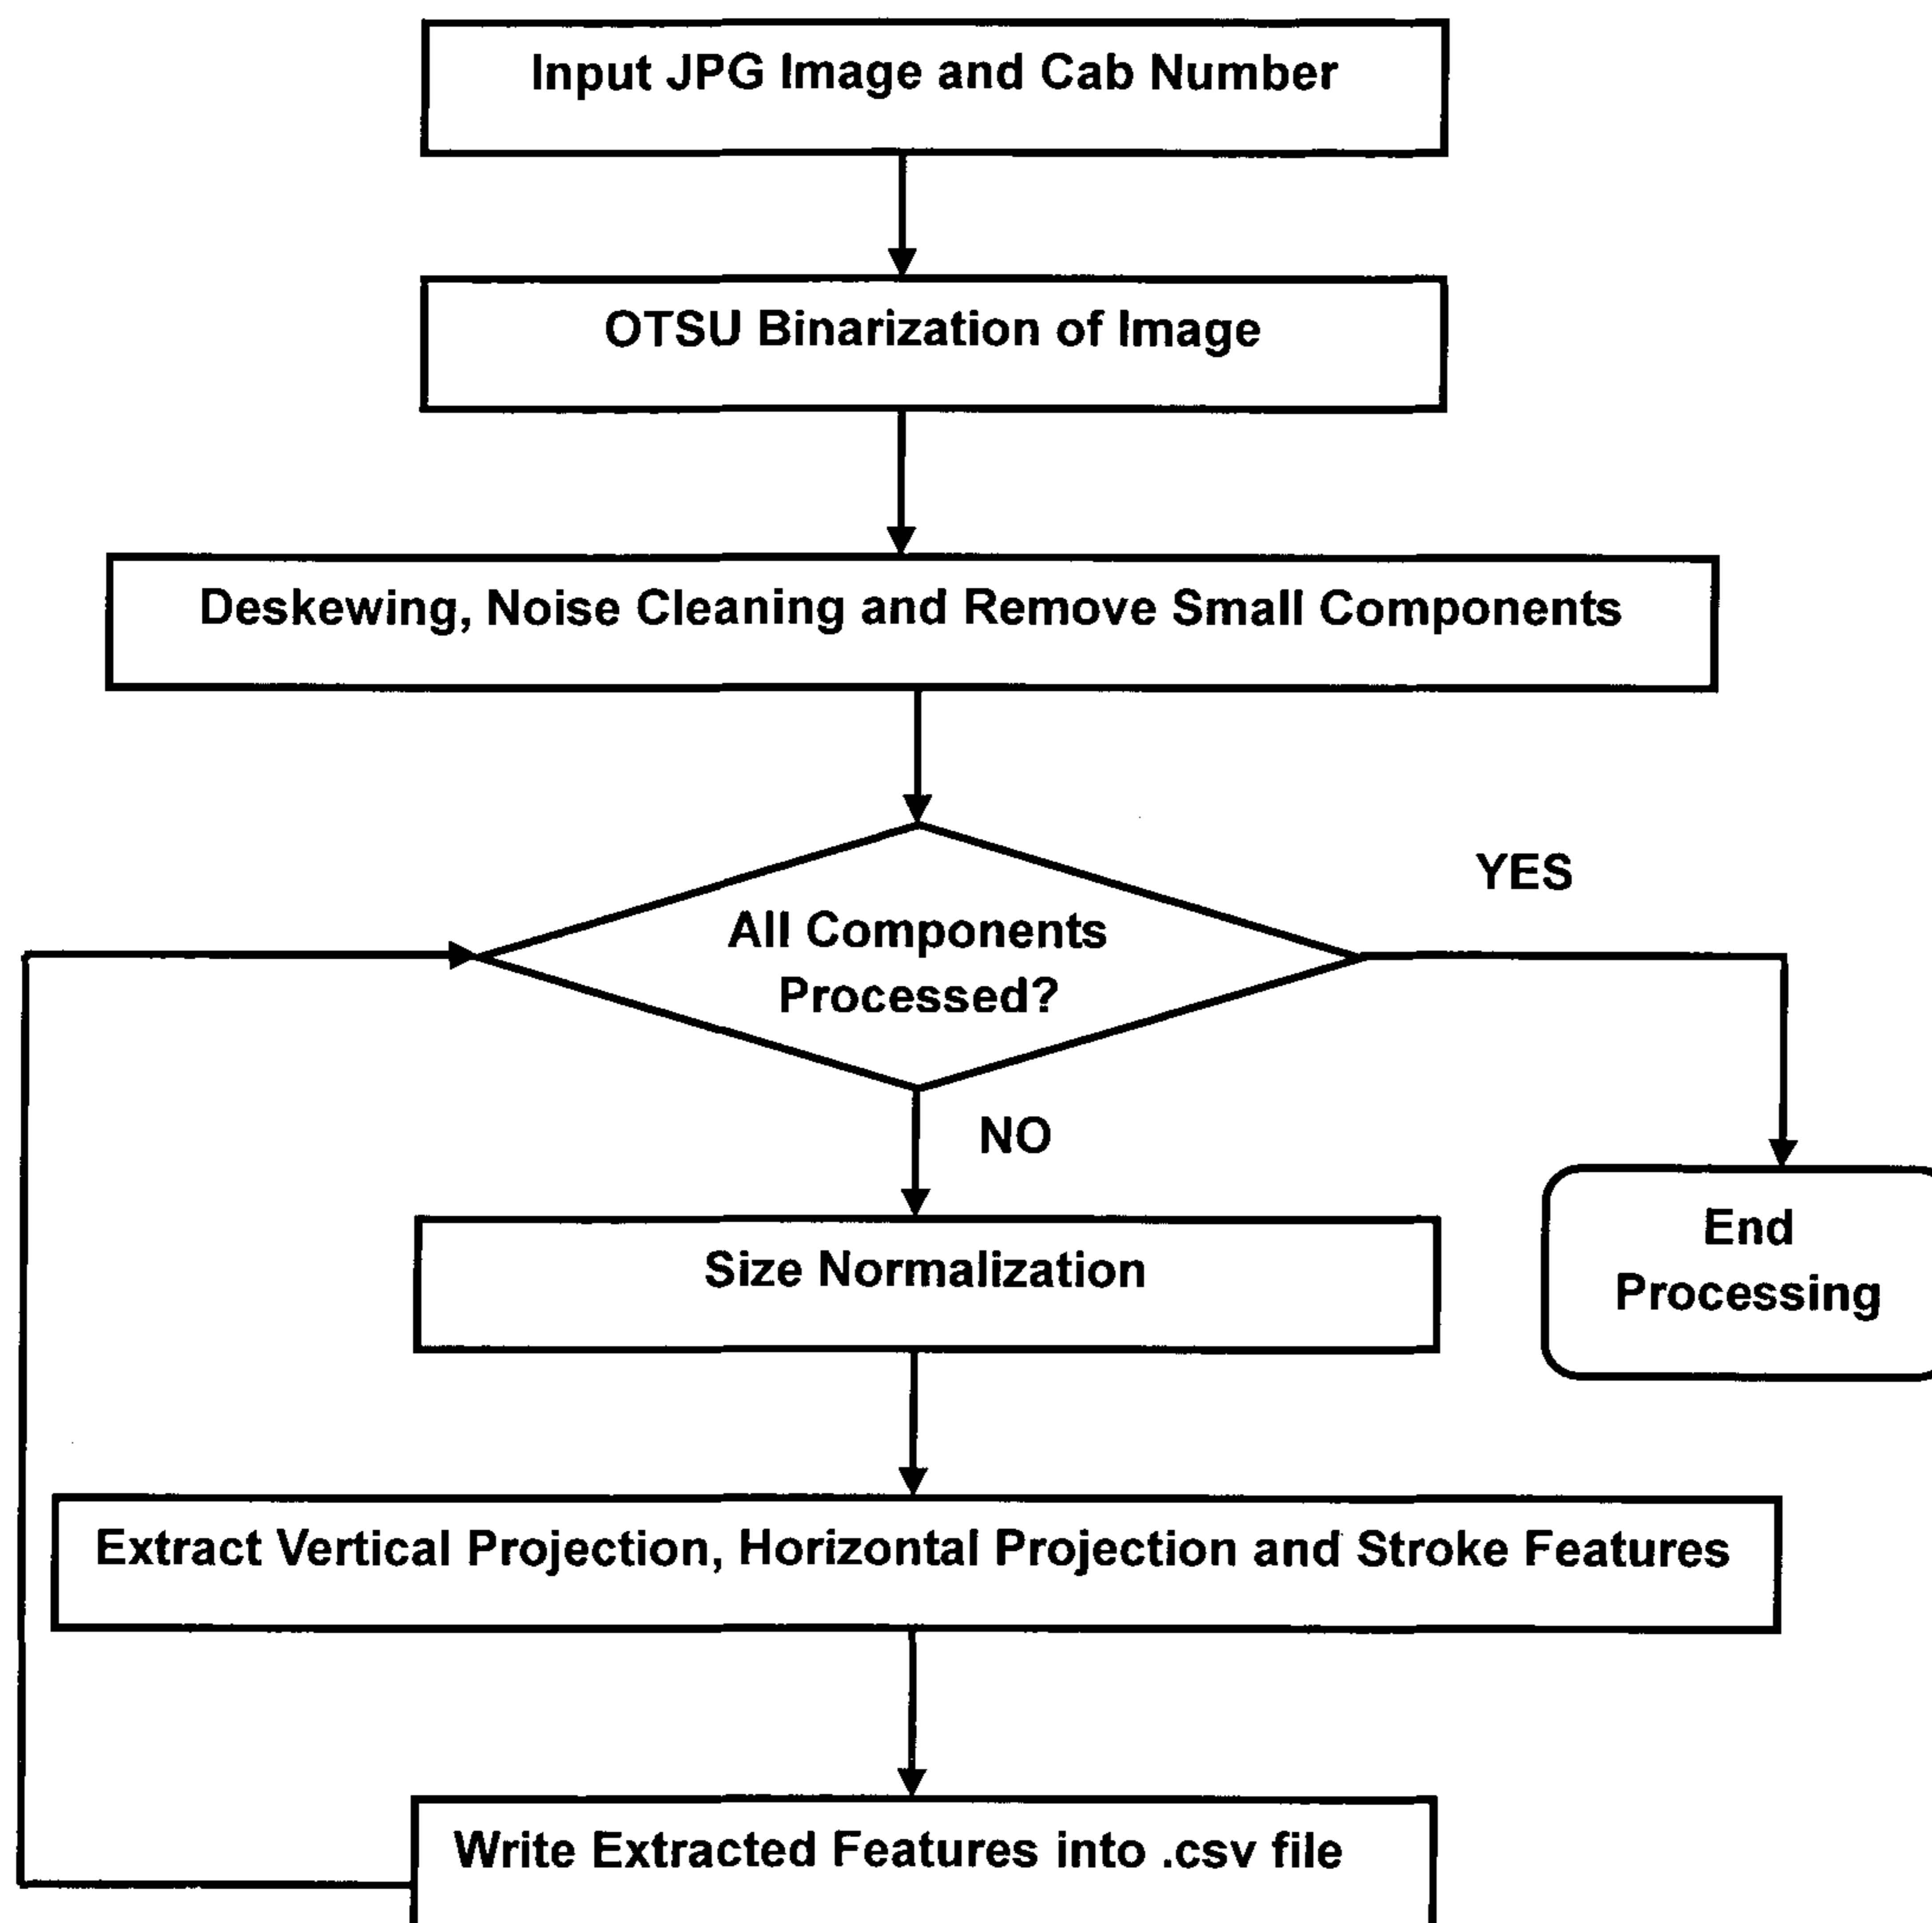 Input JPG Image and Cab Number
OTSU Binarization of Image
Deskewing, Noise Cleaning and Remove Small Components
YES
All Components
Processed?
NO
End
Processing
Size Normalization
Extract Vertical Projection, Horizontal Projection and Stroke Features
Write Extracted Features into .csv file